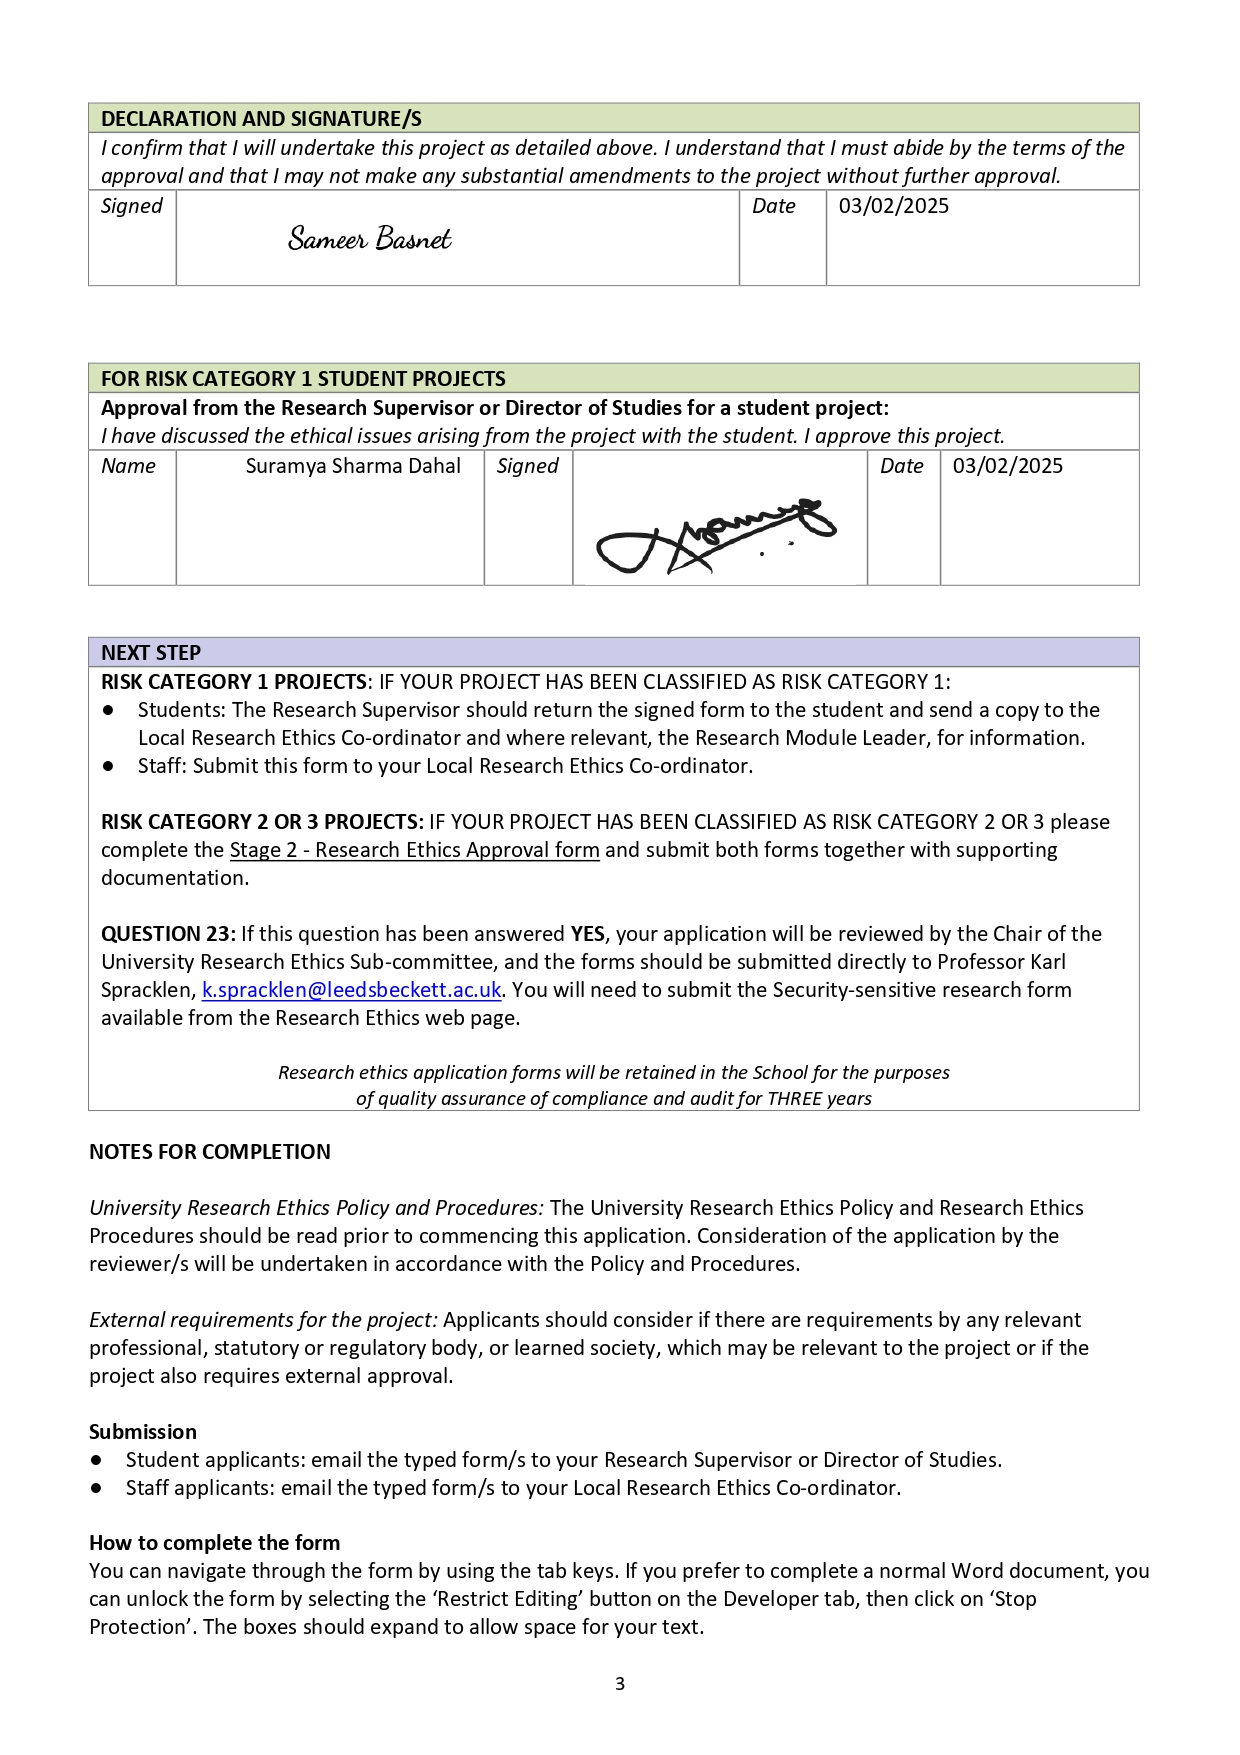 DECLARATION AND SIGNATURE/S
I confirm that I will undertake this project as detailed above. I understand that I must abide by the terms of the
approval and that I may not make any substantial amendments to the project without further approval.
Signed Sameer Basnet Date 03/02/2025
FOR RISK CATEGORY 1 STUDENT PROJECTS
Approval from the Research Supervisor or Director of Studies for a student project:
I have discussed the ethical issues arising from the project with the student. I approve this project.
Name Suramya Sharma Dahal Signed Date 03/02/2025
NEXT STEP
RISK CATEGORY 1 PROJECTS: IF YOUR PROJECT HAS BEEN CLASSIFIED AS RISK CATEGORY 1:
● Students: The Research Supervisor should return the signed form to the student and send a copy to the
Local Research Ethics Co-ordinator and where relevant, the Research Module Leader, for information.
● Staff: Submit this form to your Local Research Ethics Co-ordinator.
RISK CATEGORY 2 OR 3 PROJECTS: IF YOUR PROJECT HAS BEEN CLASSIFIED AS RISK CATEGORY 2 OR 3 please
complete the Stage 2 - Research Ethics Approval form and submit both forms together with supporting
documentation.
QUESTION 23: If this question has been answered YES, your application will be reviewed by the Chair of the
University Research Ethics Sub-committee, and the forms should be submitted directly to Professor Karl
Spracklen, k.spracklen@leedsbeckett.ac.uk. You will need to submit the Security-sensitive research form
available from the Research Ethics web page.
Research ethics application forms will be retained in the School for the purposes
of quality assurance of compliance and audit for THREE years
NOTES FOR COMPLETION
University Research Ethics Policy and Procedures: The University Research Ethics Policy and Research Ethics
Procedures should be read prior to commencing this application. Consideration of the application by the
reviewer/s will be undertaken in accordance with the Policy and Procedures.
External requirements for the project: Applicants should consider if there are requirements by any relevant
professional, statutory or regulatory body, or learned society, which may be relevant to the project or if the
project also requires external approval.
Submission
● Student applicants: email the typed form/s to your Research Supervisor or Director of Studies.
● Staff applicants: email the typed form/s to your Local Research Ethics Co-ordinator.
How to complete the form
You can navigate through the form by using the tab keys. If you prefer to complete a normal Word document, you
can unlock the form by selecting the ‘Restrict Editing’ button on the Developer tab, then click on ‘Stop
Protection’. The boxes should expand to allow space for your text.
3